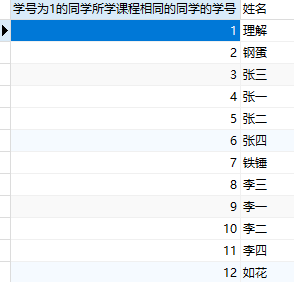 学号为1的同学所学课程相同的同学的学号 姓名
1 理解
2 钢蛋
3 张三
4 张一
5 张二
6 张四
7 铁锤
8 李三
9 李一
10 李二
11 李四
12 如花